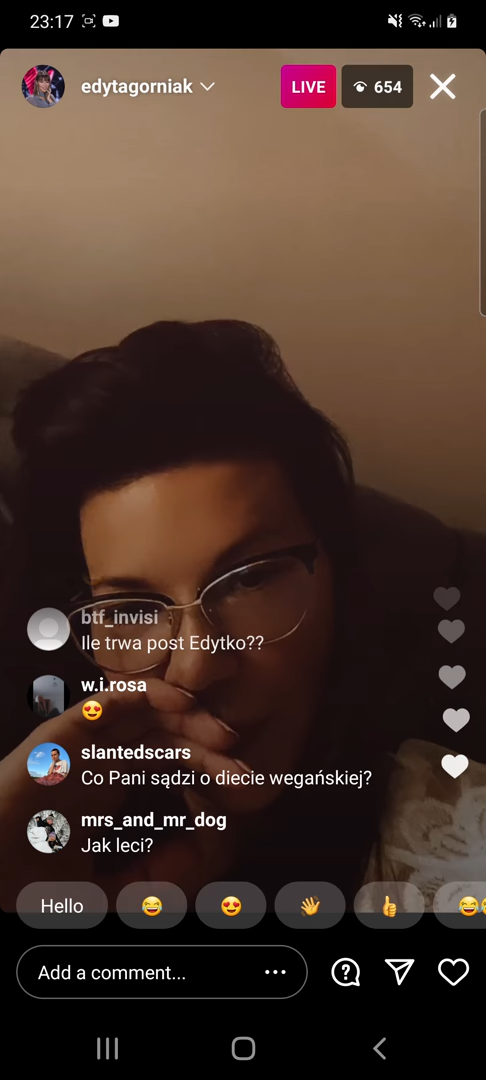 23:17
edytagorniak
LIVE
654
btf_invisi
Ile trwa post Edytko??
w.i.rosa
😍
slantedscars
Co Pani sądzi o diecie wegańskiej?
mrs_and_mr_dog
Jak leci?
Hello 😂 😍 👋 👍 😂
Add a comment...